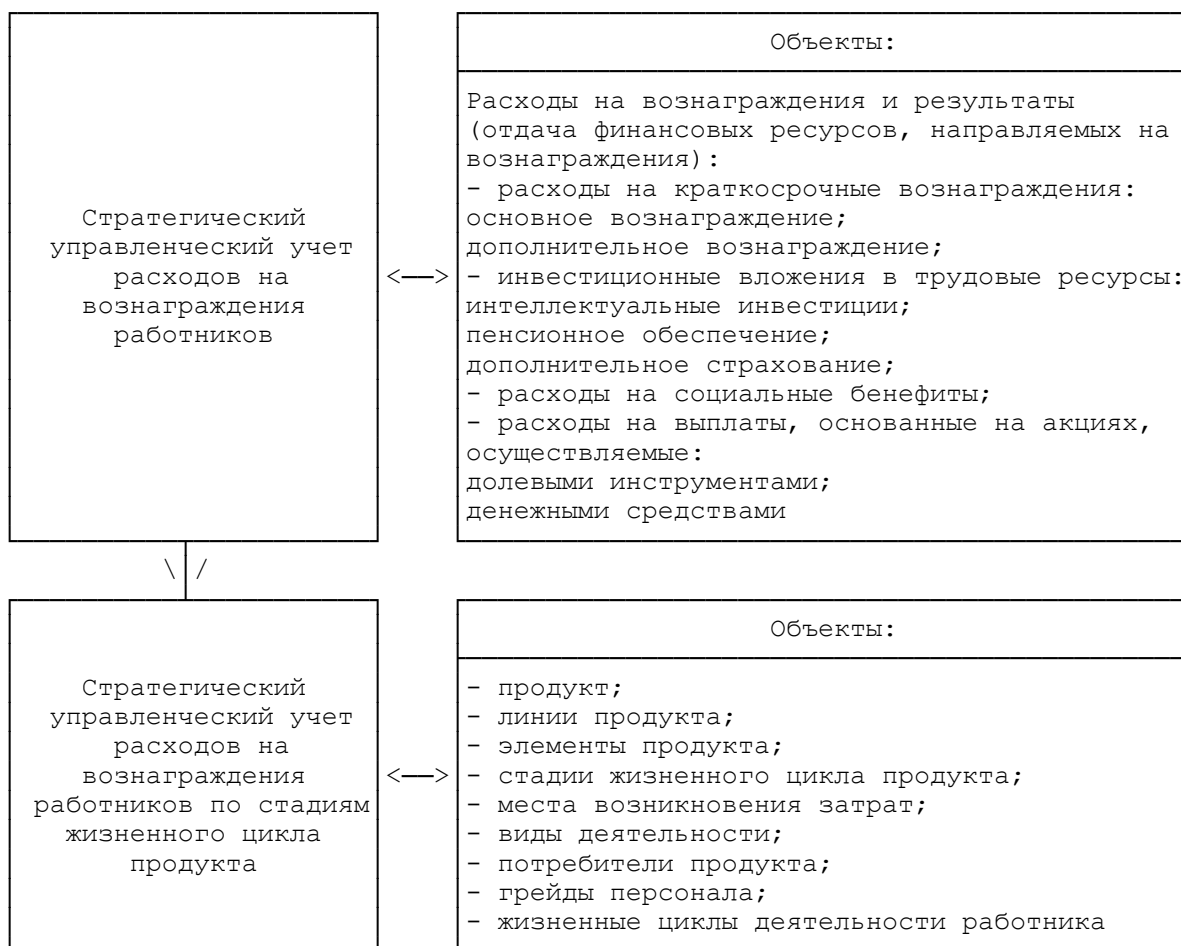 Стратегический
управленческий учет
расходов на
вознаграждения
работников
<——>
Объекты:
Расходы на вознаграждения и результаты
(отдача финансовых ресурсов, направляемых на
вознаграждения):
- расходы на краткосрочные вознаграждения:
основное вознаграждение;
дополнительное вознаграждение;
- инвестиционные вложения в трудовые ресурсы:
интеллектуальные инвестиции;
пенсионное обеспечение;
дополнительное страхование;
- расходы на социальные бенефиты;
- расходы на выплаты, основанные на акциях,
осуществляемые:
долевыми инструментами;
денежными средствами
Стратегический
управленческий учет
расходов на
вознаграждения
работников по стадиям
жизненного цикла
продукта
<——>
Объекты:
- продукт;
- линии продукта;
- элементы продукта;
- стадии жизненного цикла продукта;
- места возникновения затрат;
- виды деятельности;
- потребители продукта;
- грейды персонала;
- жизненные циклы деятельности работника